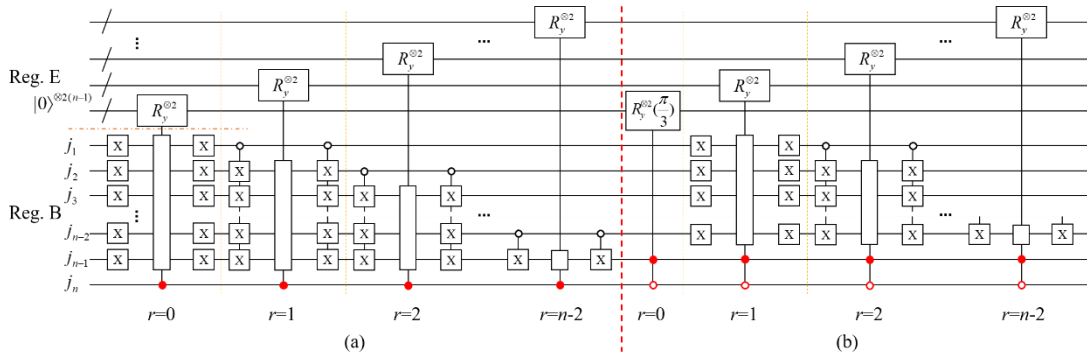 R_y^{⊗2} R_y^{⊗2}
... ...
R_y^{⊗2} R_y^{⊗2}
Reg. E R_y^{⊗2} R_y^{⊗2}
|0⟩^{⊗2(n-1)} R_y^{⊗2} R_y^{⊗2}(π/3)
j_1 X X X X
j_2 X X X X X X X X
j_3 X X X X X X X X X X
Reg. B ... ... ...
j_{n-2} X X X X X X X X X X X X
j_{n-1} X X X X X X X X
j_n
r=0 r=1 r=2 r=n-2 r=0 r=1 r=2 r=n-2
(a) (b)